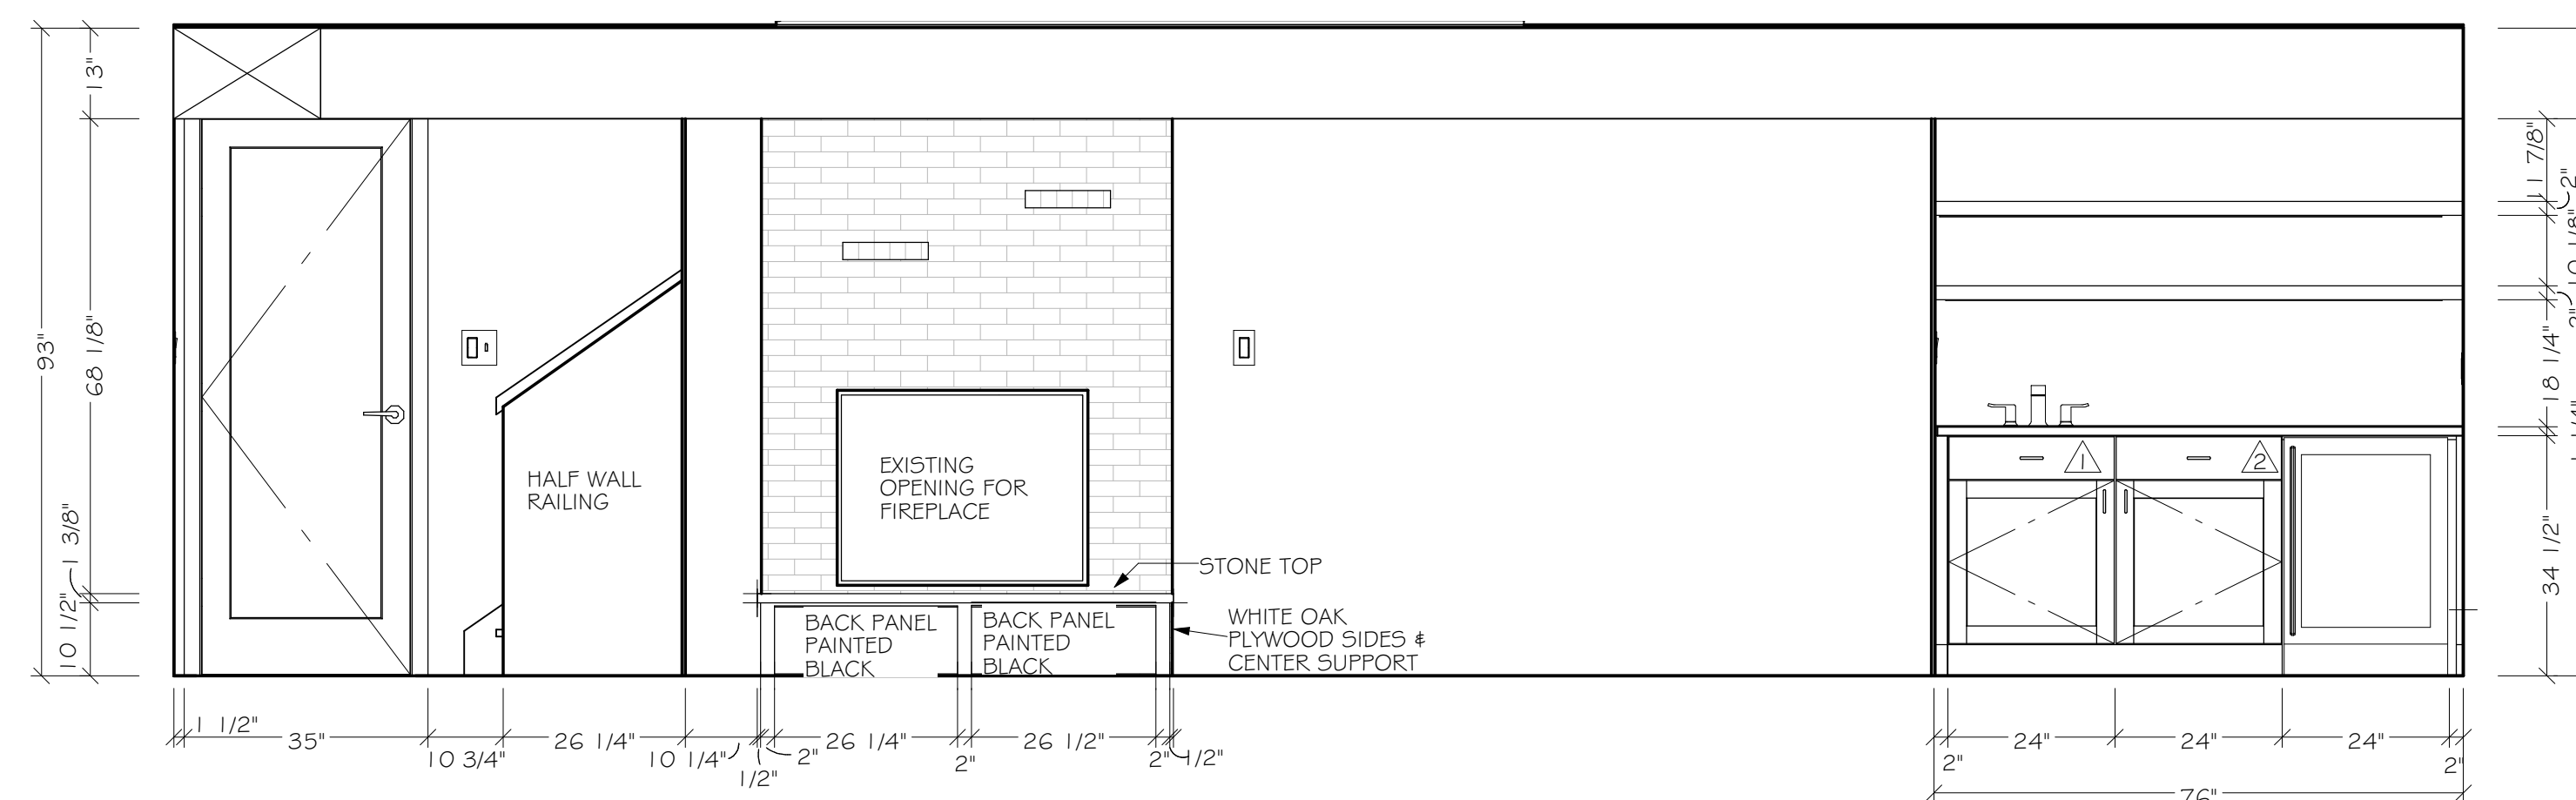 13"
11 7/8"
2"
10 1/8"
93"
68 1/8"
18 1/4"
HALF WALL
RAILING
EXISTING
OPENING FOR
FIREPLACE
1
2
1 3/8"
10 1/2"
STONE TOP
34 1/2"
BACK PANEL
PAINTED
BLACK
BACK PANEL
PAINTED
BLACK
WHITE OAK
PLYWOOD SIDES &
CENTER SUPPORT
1 1/2"
35"
10 3/4"
26 1/4"
10 1/4"
1/2"
2"
26 1/4"
2"
26 1/2"
2"
1/2"
2"
24"
24"
24"
2"
76"